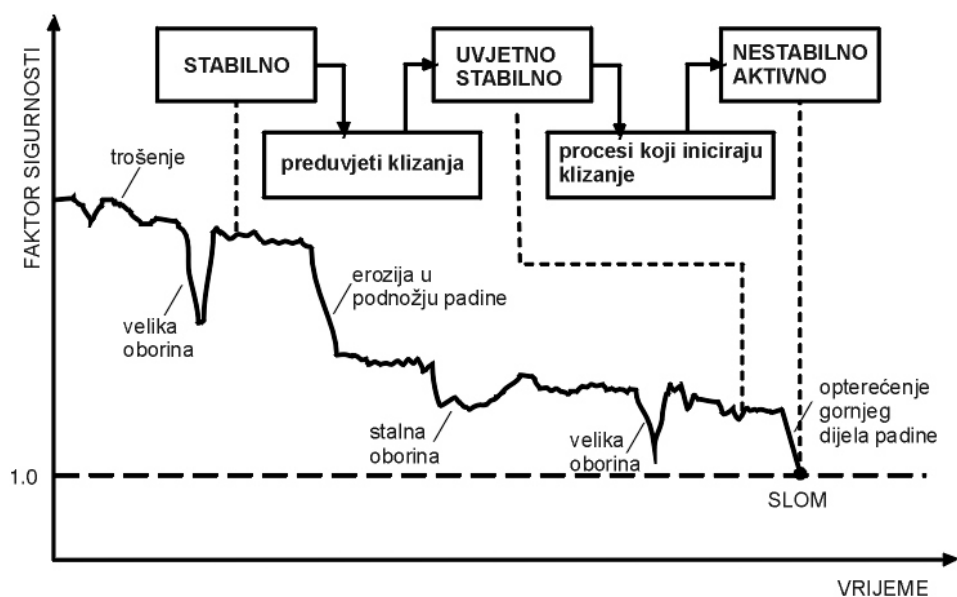 FAKTOR SIGURNOSTI
STABILNO
UVJETNO
STABILNO
NESTABILNO
AKTIVNO
preduvjeti klizanja
procesi koji iniciraju
klizanje
trošenje
velika
oborina
erozija u
podnožju padine
stalna
oborina
velika
oborina
opterećenje
gornjeg
dijela padine
1.0
SLOM
VRIJEME